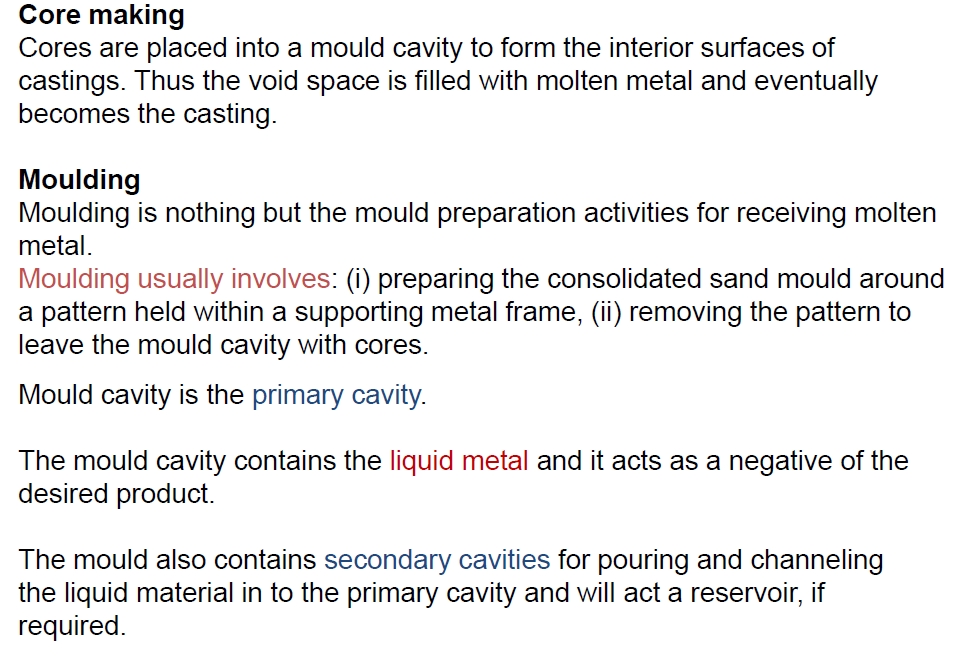 Core making
Cores are placed into a mould cavity to form the interior surfaces of
castings. Thus the void space is filled with molten metal and eventually
becomes the casting.
Moulding
Moulding is nothing but the mould preparation activities for receiving molten
metal.
Moulding usually involves: (i) preparing the consolidated sand mould around
a pattern held within a supporting metal frame, (ii) removing the pattern to
leave the mould cavity with cores.
Mould cavity is the primary cavity.
The mould cavity contains the liquid metal and it acts as a negative of the
desired product.
The mould also contains secondary cavities for pouring and channeling
the liquid material in to the primary cavity and will act a reservoir, if
required.